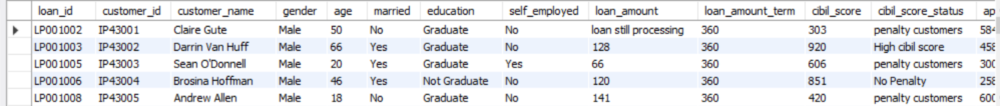 loan_id customer_id customer_name gender age married education self_employed loan_amount loan_amount_term cibil_score cibil_score_status ap
LP001002 IP43001 Claire Gute Male 50 No Graduate No loan still processing 360 303 penalty customers 584
LP001003 IP43002 Darrin Van Huff Male 66 Yes Graduate No 128 360 920 High cibil score 458
LP001005 IP43003 Sean O'Donnell Male 20 Yes Graduate Yes 66 360 606 penalty customers 300
LP001006 IP43004 Brosina Hoffman Male 46 Yes Not Graduate No 120 360 851 No Penalty 258
LP001008 IP43005 Andrew Allen Male 18 No Graduate No 141 360 420 penalty customers 600